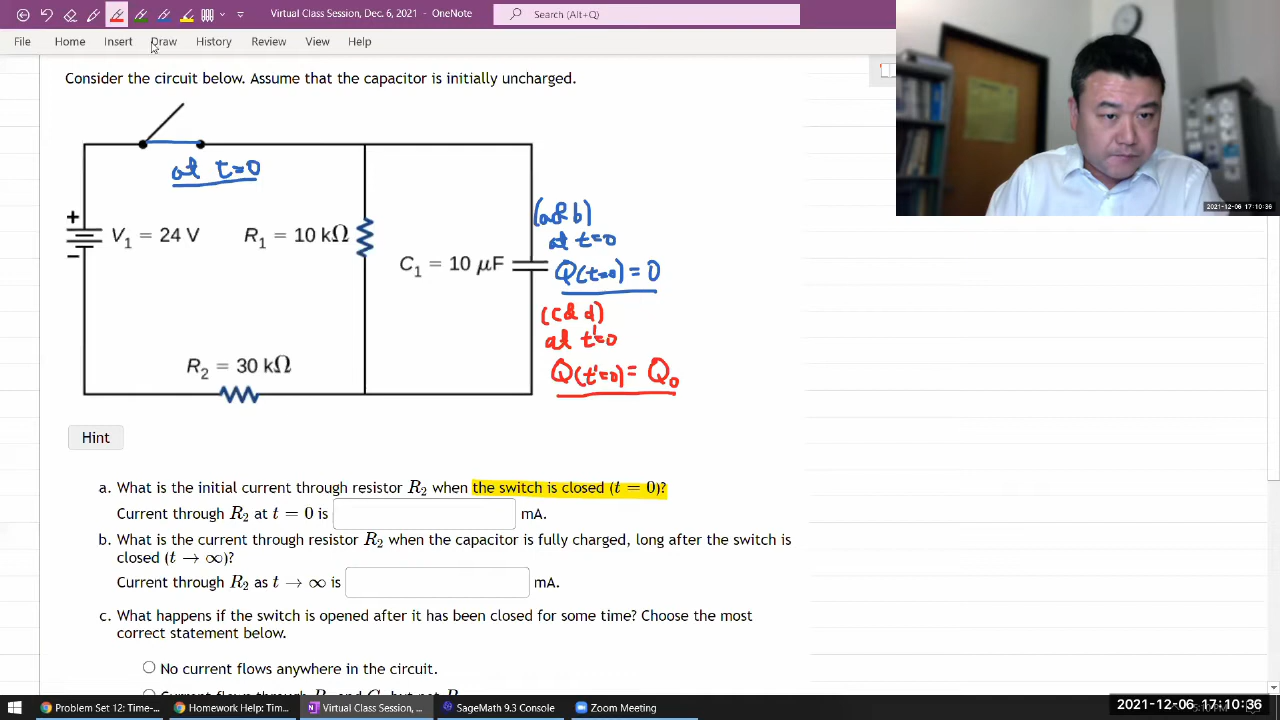 Virtual Class Session, Dec. 6, 2021 - OneNote
Search (Alt+Q)
File Home Insert Draw History Review View Help
Consider the circuit below. Assume that the capacitor is initially uncharged.
at t=0
+
V1 = 24 V
R1 = 10 kΩ
C1 = 10 μF
−
R2 = 30 kΩ
(a&b)
at t=0
Q(t=0) = 0
(c&d)
at t'=0
Q(t'=0) = Q0
Hint
a. What is the initial current through resistor R2 when the switch is closed (t = 0)?
Current through R2 at t = 0 is mA.
b. What is the current through resistor R2 when the capacitor is fully charged, long after the switch is
closed (t → ∞)?
Current through R2 as t → ∞ is mA.
c. What happens if the switch is opened after it has been closed for some time? Choose the most
correct statement below.
No current flows anywhere in the circuit.
2021-12-06 17:10:36
Problem Set 12: Time-... Homework Help: Tim... Virtual Class Session,... SageMath 9.3 Console Zoom Meeting
2021-12-06 17:10:36